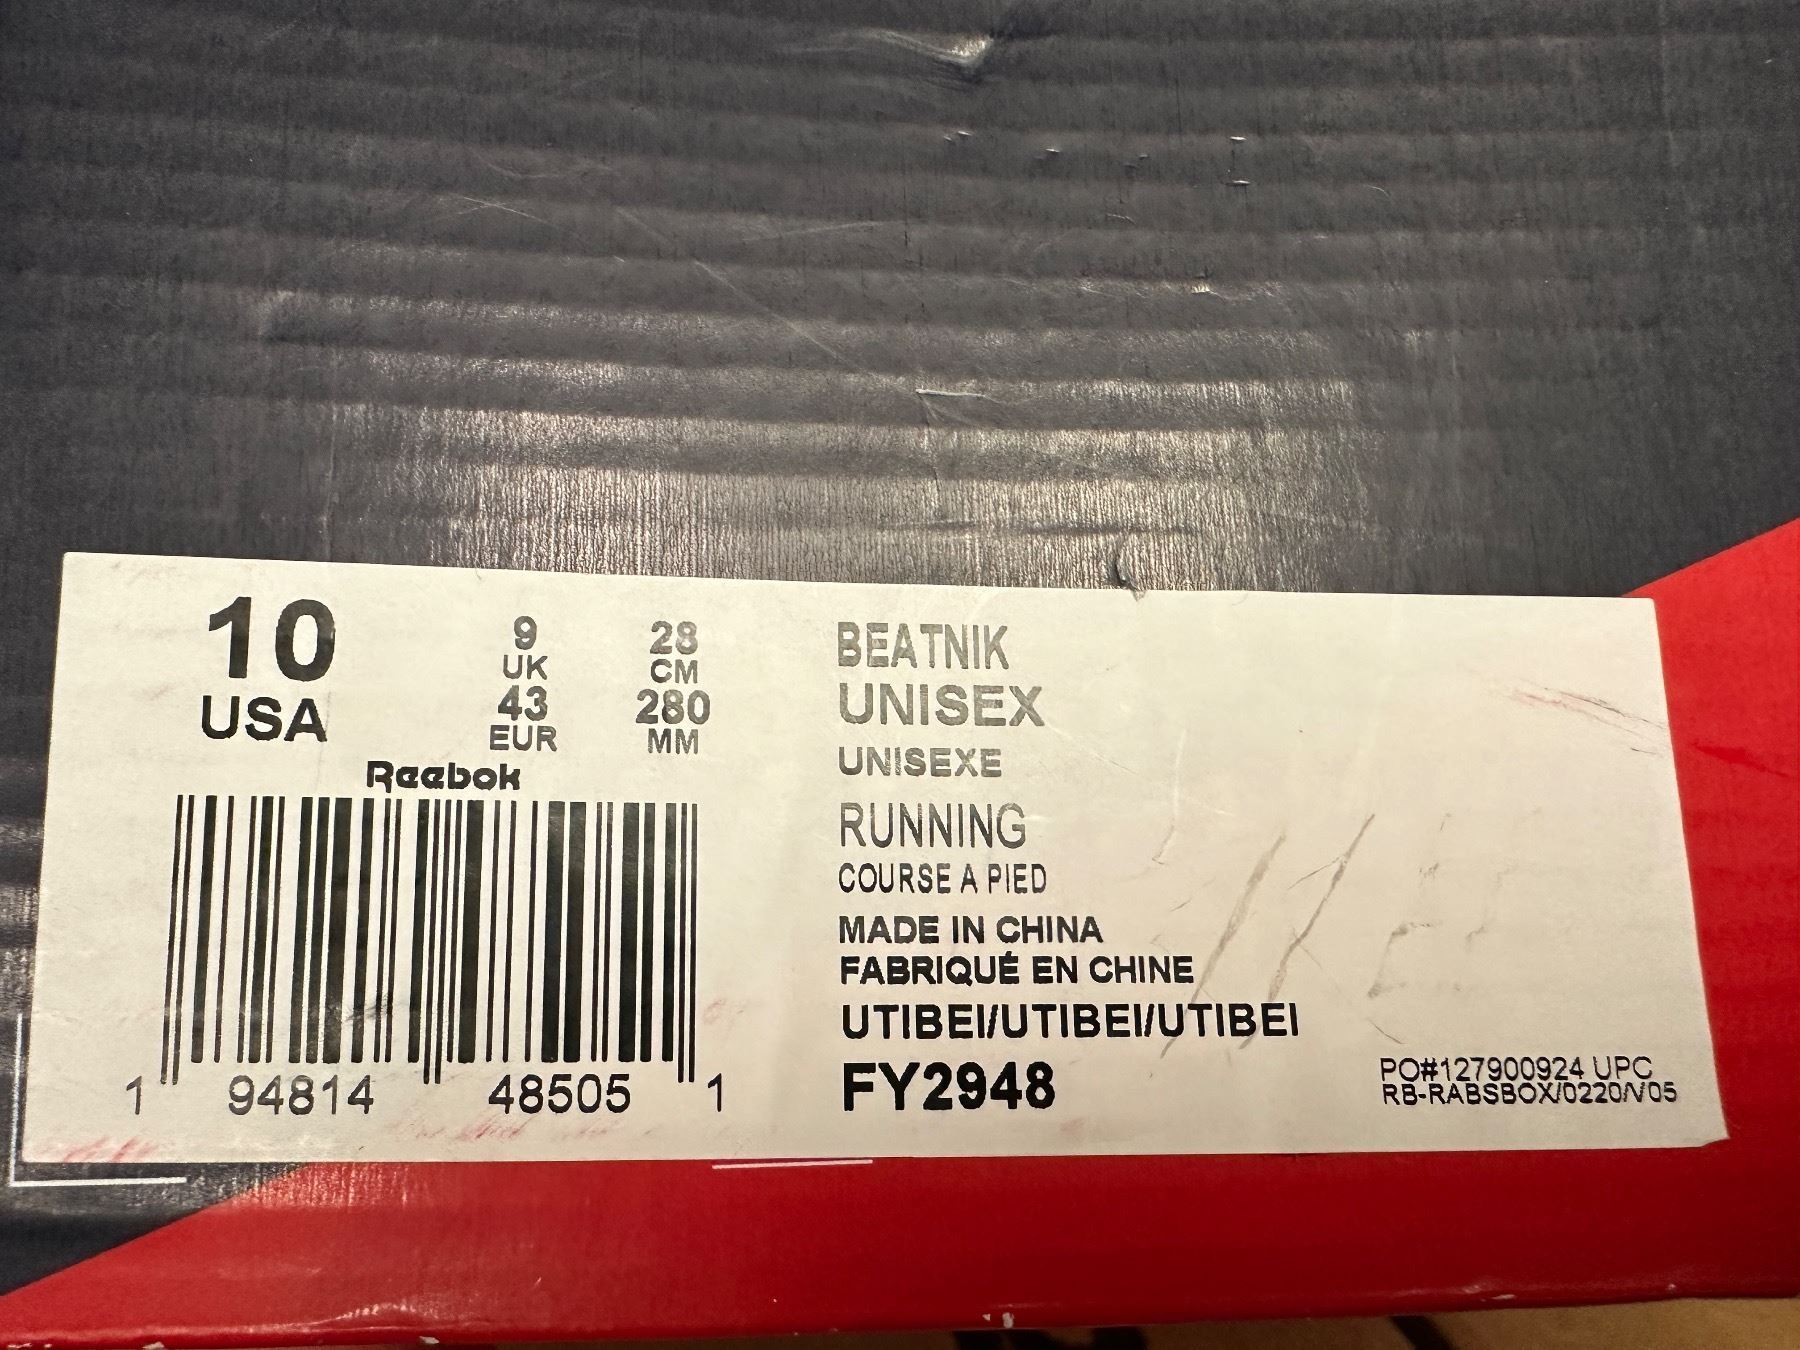 10
USA
9
UK
43
EUR
28
CM
280
MM
Reebok
1 94814 48505 1
BEATNIK
UNISEX
UNISEXE
RUNNING
COURSE A PIED
MADE IN CHINA
FABRIQUÉ EN CHINE
UTIBEI/UTIBEI/UTIBEI
FY2948
PO#127900924 UPC
RB-RABSBOX/0220/V05